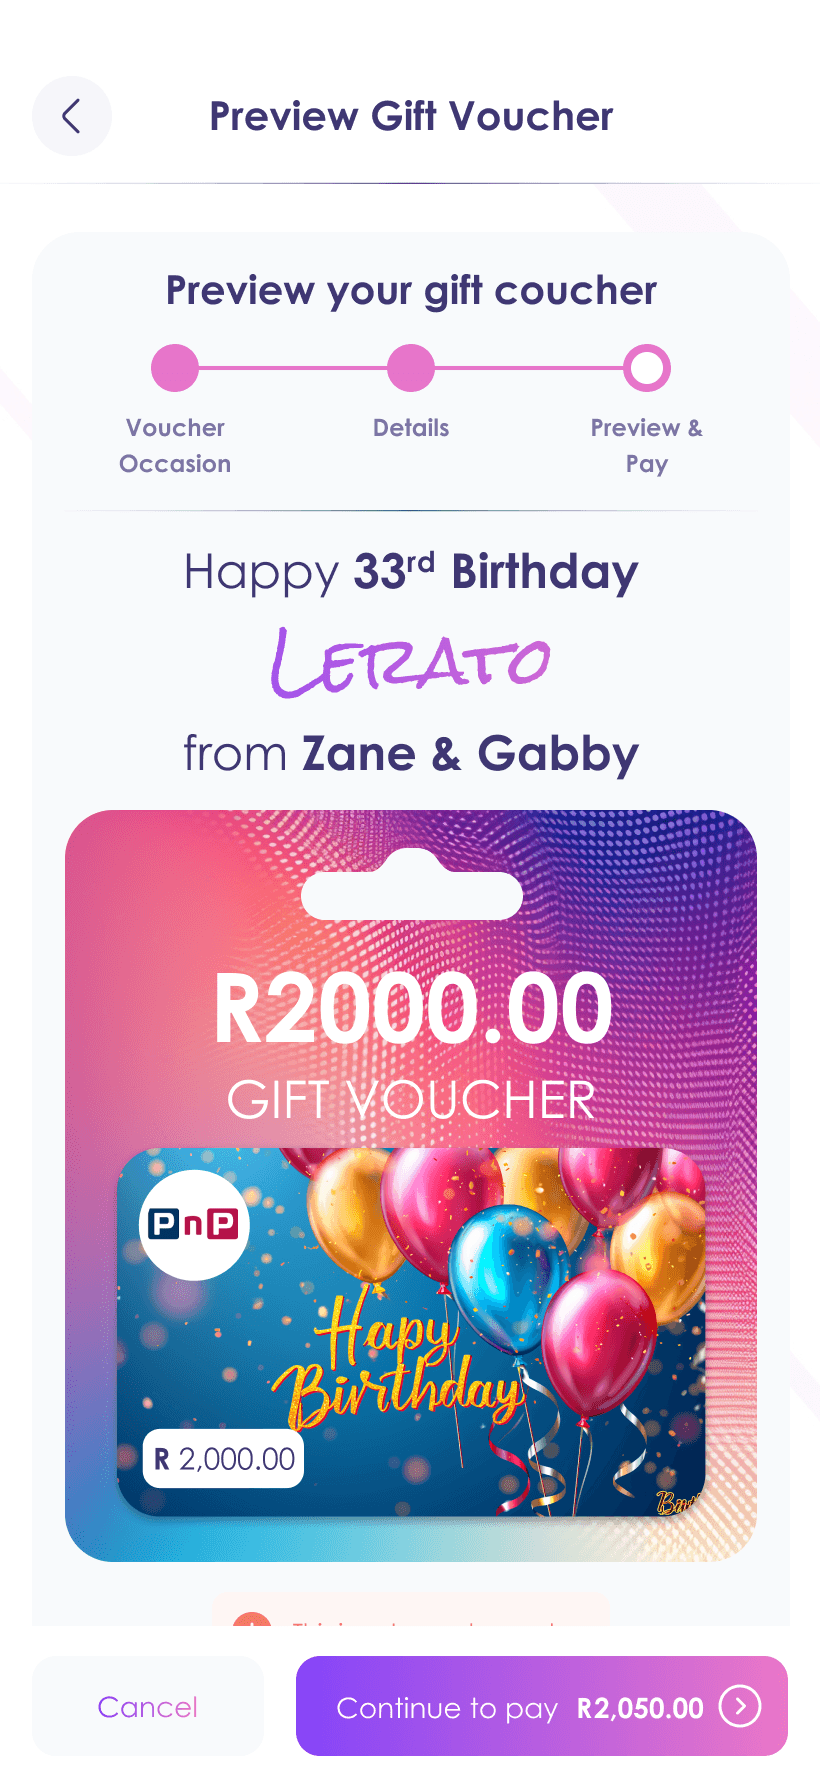 Preview Gift Voucher
Preview your gift coucher
Voucher
Occasion
Details
Preview &
Pay
Happy 33rd Birthday
Lerato
from Zane & Gabby
R2000.00
GIFT VOUCHER
PnP
Hapy
Birthday
R 2,000.00
Cancel
Continue to pay R2,050.00